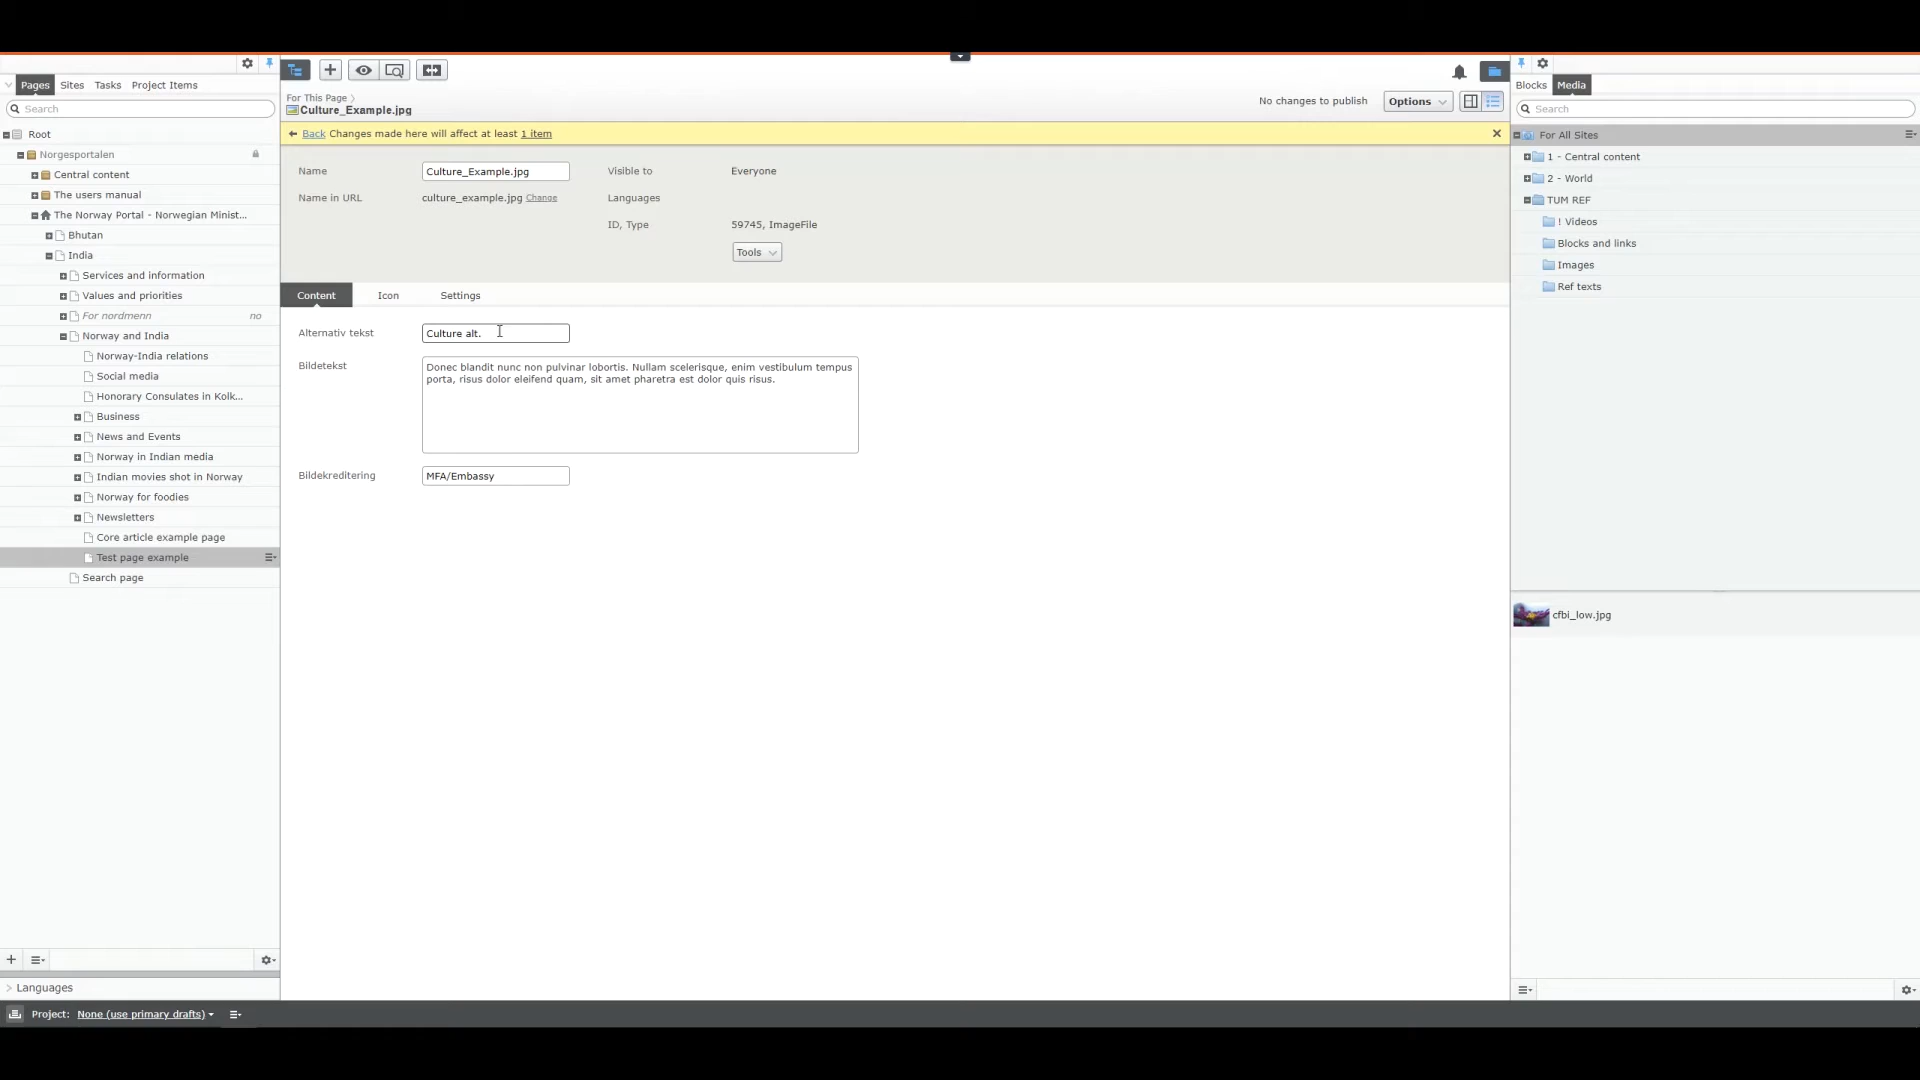 Pages
Sites
Tasks
Project Items
Search
Root
Norgesportalen
Central content
The users manual
The Norway Portal - Norwegian Minist...
Bhutan
India
Services and information
Values and priorities
For nordmenn no
Norway and India
Norway-India relations
Social media
Honorary Consulates in Kolk...
Business
News and Events
Norway in Indian media
Indian movies shot in Norway
Norway for foodies
Newsletters
Core article example page
Test page example
Search page
Languages
Project: None (use primary drafts)
For This Page
Culture_Example.jpg
No changes to publish
Options
Back Changes made here will affect at least 1 item
Name Culture_Example.jpg
Name in URL culture_example.jpg Change
Visible to Everyone
Languages
ID, Type 59745, ImageFile
Tools
Content
Icon
Settings
Alternativ tekst Culture alt.
Bildetekst
Donec blandit nunc non pulvinar lobortis. Nullam scelerisque, enim vestibulum tempus
porta, risus dolor eleifend quam, sit amet pharetra est dolor quis risus.
Bildekreditering MFA/Embassy
Blocks
Media
Search
For All Sites
1 - Central content
2 - World
TUM REF
! Videos
Blocks and links
Images
Ref texts
cfbi_low.jpg